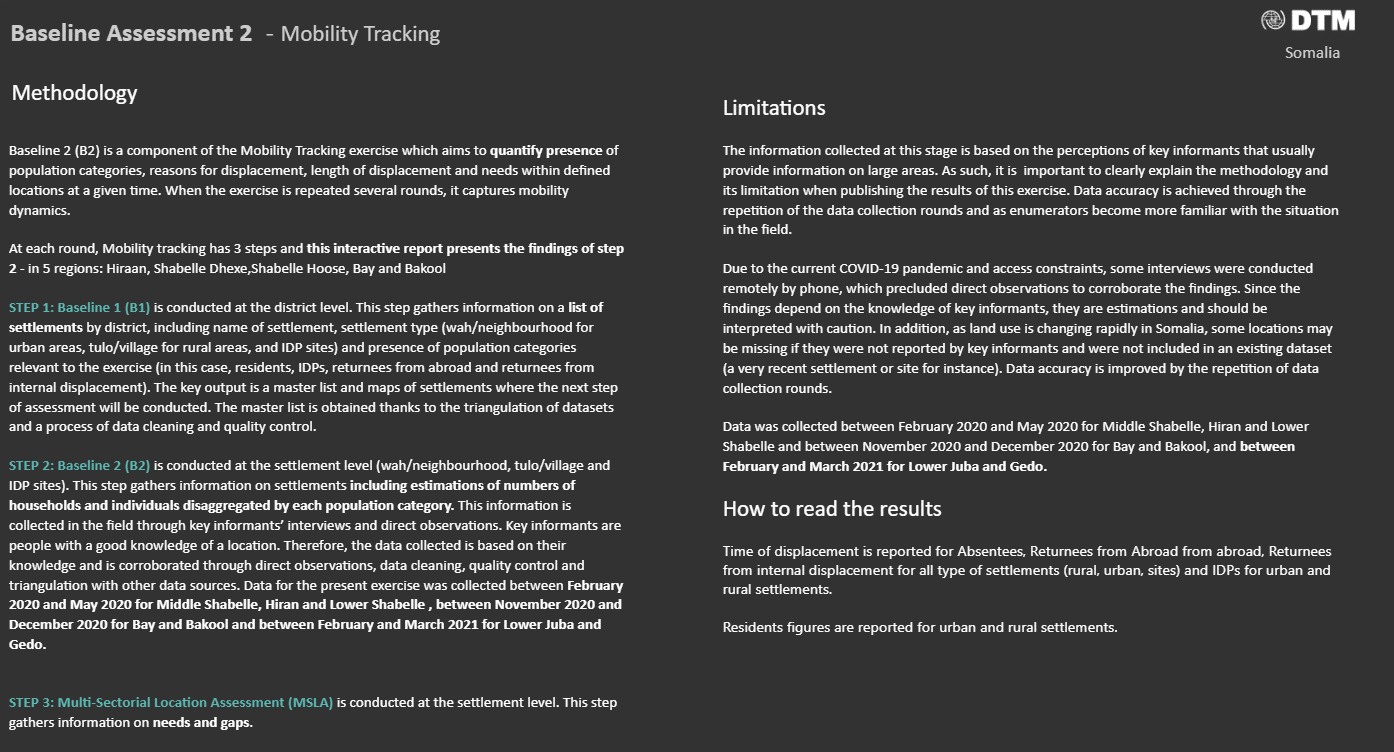 Baseline Assessment 2 - Mobility Tracking
DTM
Somalia
Methodology
Baseline 2 (B2) is a component of the Mobility Tracking exercise which aims to quantify presence of
population categories, reasons for displacement, length of displacement and needs within defined
locations at a given time. When the exercise is repeated several rounds, it captures mobility
dynamics.
At each round, Mobility tracking has 3 steps and this interactive report presents the findings of step
2 - in 5 regions: Hiraan, Shabelle Dhexe,Shabelle Hoose, Bay and Bakool
STEP 1: Baseline 1 (B1) is conducted at the district level. This step gathers information on a list of
settlements by district, including name of settlement, settlement type (wah/neighbourhood for
urban areas, tulo/village for rural areas, and IDP sites) and presence of population categories
relevant to the exercise (in this case, residents, IDPs, returnees from abroad and returnees from
internal displacement). The key output is a master list and maps of settlements where the next step
of assessment will be conducted. The master list is obtained thanks to the triangulation of datasets
and a process of data cleaning and quality control.
STEP 2: Baseline 2 (B2) is conducted at the settlement level (wah/neighbourhood, tulo/village and
IDP sites). This step gathers information on settlements including estimations of numbers of
households and individuals disaggregated by each population category. This information is
collected in the field through key informants' interviews and direct observations. Key informants are
people with a good knowledge of a location. Therefore, the data collected is based on their
knowledge and is corroborated through direct observations, data cleaning, quality control and
triangulation with other data sources. Data for the present exercise was collected between February
2020 and May 2020 for Middle Shabelle, Hiran and Lower Shabelle , between November 2020 and
December 2020 for Bay and Bakool and between February and March 2021 for Lower Juba and
Gedo.
STEP 3: Multi-Sectorial Location Assessment (MSLA) is conducted at the settlement level. This step
gathers information on needs and gaps.
Limitations
The information collected at this stage is based on the perceptions of key informants that usually
provide information on large areas. As such, it is important to clearly explain the methodology and
its limitation when publishing the results of this exercise. Data accuracy is achieved through the
repetition of the data collection rounds and as enumerators become more familiar with the situation
in the field.
Due to the current COVID-19 pandemic and access constraints, some interviews were conducted
remotely by phone, which precluded direct observations to corroborate the findings. Since the
findings depend on the knowledge of key informants, they are estimations and should be
interpreted with caution. In addition, as land use is changing rapidly in Somalia, some locations may
be missing if they were not reported by key informants and were not included in an existing dataset
(a very recent settlement or site for instance). Data accuracy is improved by the repetition of data
collection rounds.
Data was collected between February 2020 and May 2020 for Middle Shabelle, Hiran and Lower
Shabelle and between November 2020 and December 2020 for Bay and Bakool, and between
February and March 2021 for Lower Juba and Gedo.
How to read the results
Time of displacement is reported for Absentees, Returnees from Abroad from abroad, Returnees
from internal displacement for all type of settlements (rural, urban, sites) and IDPs for urban and
rural settlements.
Residents figures are reported for urban and rural settlements.